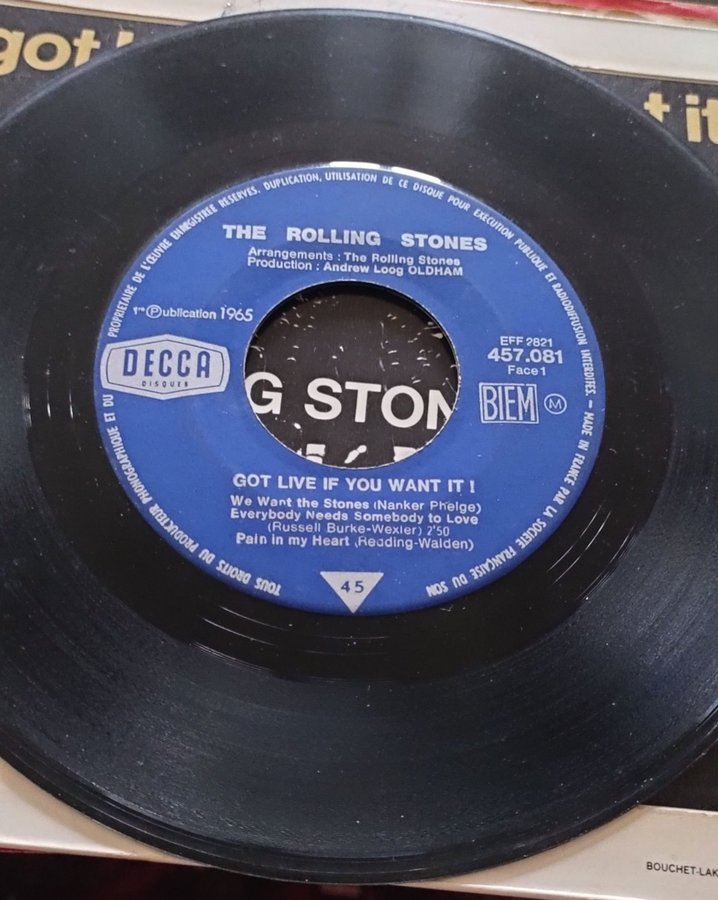 got
t it
TOUS DROITS DU PRODUCTEUR PHONOGRAPHIQUE ET DU PROPRIETAIRE DE L'ŒUVRE ENREGISTREE RESERVES. DUPLICATION, UTILISATION DE CE DISQUE POUR EXECUTION PUBLIQUE ET RADIODIFFUSION INTERDITES. - MADE IN FRANCE PAR LA SOCIÉTÉ FRANÇAISE DU SON
THE ROLLING STONES
Arrangements : The Rolling Stones
Production : Andrew Loog OLDHAM
1re ℗ublication 1965
EFF 2821
457.081
Face 1
DECCA
DISQUES
BIEM Ⓜ
G STON
GOT LIVE IF YOU WANT IT !
We Want the Stones (Nanker Phelge)
Everybody Needs Somebody to Love
(Russell Burke-Wexler) 2'50
Pain in my Heart (Redding-Walden)
45
BOUCHET-LAK